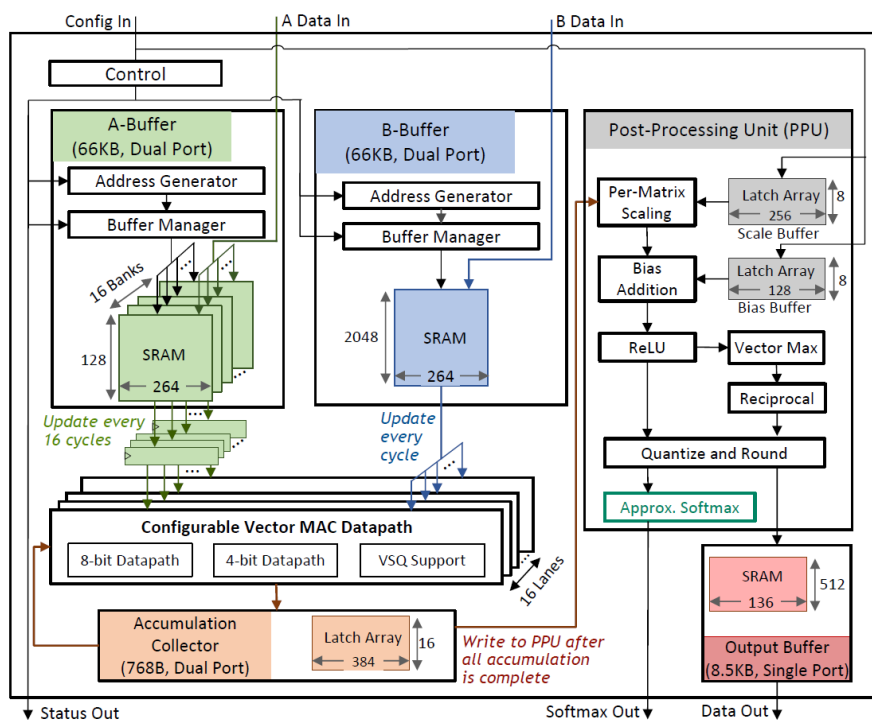 Config In
A Data In
B Data In
Control
A-Buffer
(66KB, Dual Port)
Address Generator
Buffer Manager
16 Banks
...
...
128
SRAM
264
Update every
16 cycles
...
...
B-Buffer
(66KB, Dual Port)
Address Generator
Buffer Manager
2048
SRAM
264
Update
every
cycle
...
Post-Processing Unit (PPU)
Per-Matrix
Scaling
Latch Array
256
8
Scale Buffer
Bias
Addition
Latch Array
128
8
Bias Buffer
ReLU
Vector Max
Reciprocal
Quantize and Round
Approx. Softmax
Configurable Vector MAC Datapath
8-bit Datapath
4-bit Datapath
VSQ Support
...
16 Lanes
Accumulation
Collector
(768B, Dual Port)
Latch Array
384
16
Write to PPU after
all accumulation
is complete
SRAM
136
512
Output Buffer
(8.5KB, Single Port)
Status Out
Softmax Out
Data Out